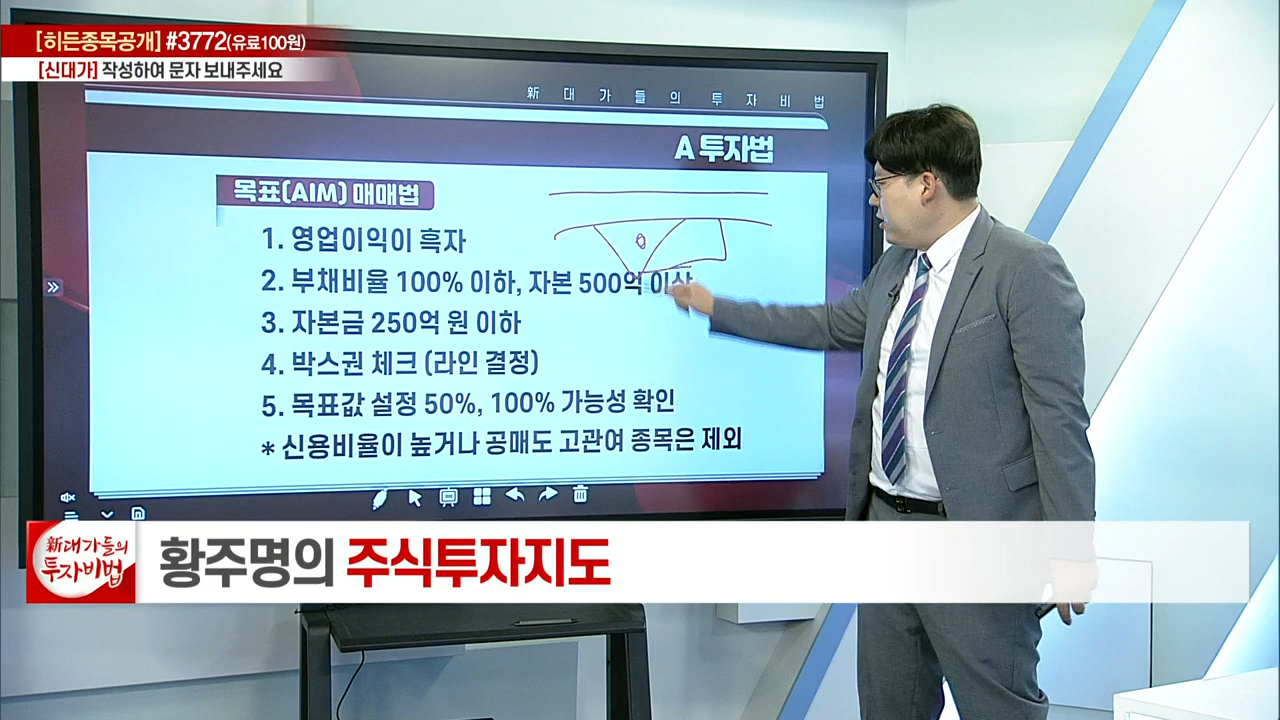 [히든종목공개] #3772(유료100원)
[신대가] 작성하여 문자 보내주세요
新 대 가 들 의 투 자 비 법
A 투자법
목표(AIM) 매매법
1. 영업이익이 흑자
2. 부채비율 100% 이하, 자본 500억 이상
3. 자본금 250억 원 이하
4. 박스권 체크 (라인 결정)
5. 목표값 설정 50%, 100% 가능성 확인
* 신용비율이 높거나 공매도 고관여 종목은 제외
新대가들의
투자비법
황주명의 주식투자지도